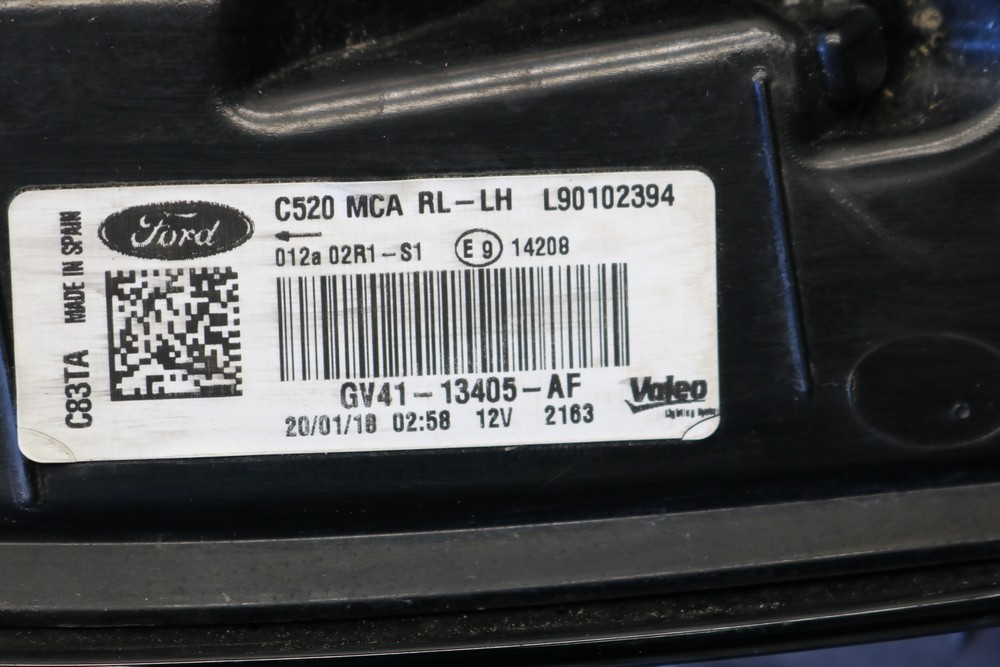 Ford
C520 MCA RL-LH L90102394
012a 02R1-S1 E9 14208
MADE IN SPAIN
C83TA
GV41-13405-AF
20/01/18 02:58 12V 2163
Valeo
Lighting